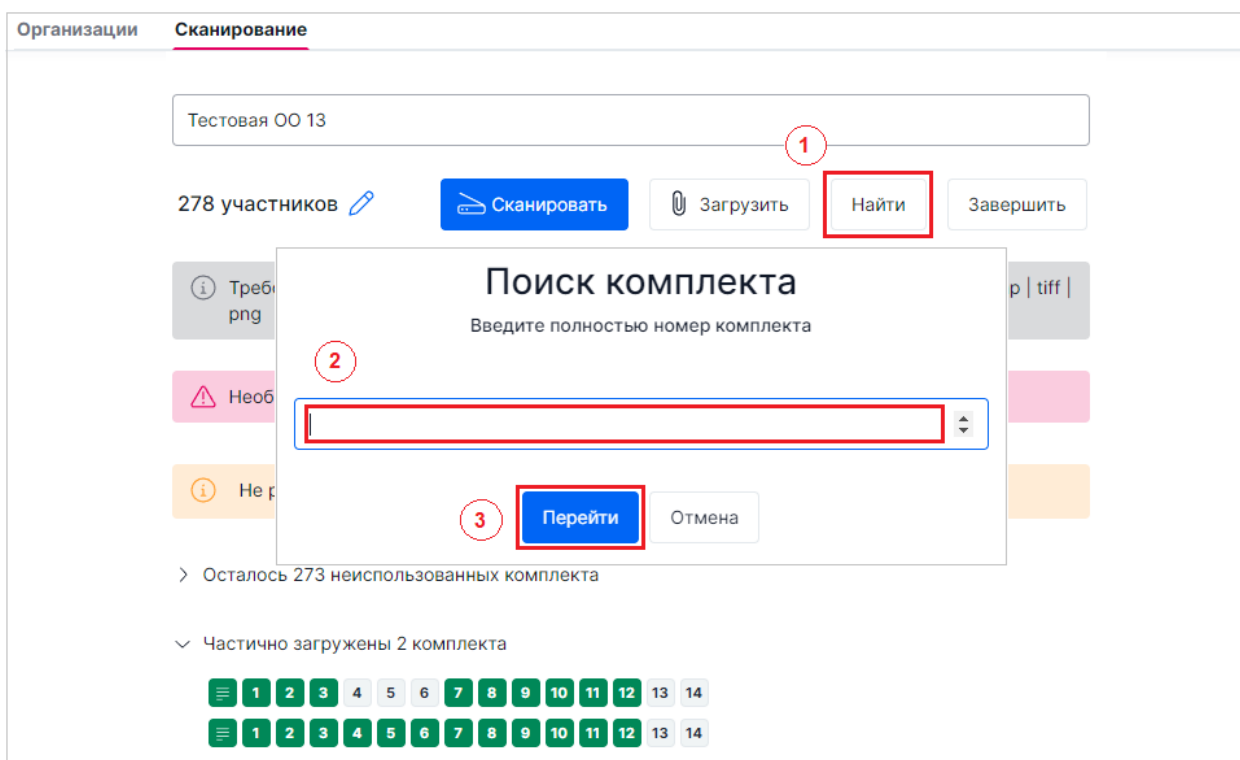 Организации Сканирование
Тестовая ОО 13
1
278 участников Сканировать Загрузить Найти Завершить
Поиск комплекта
Введите полностью номер комплекта
p | tiff |
png
2
3
Перейти Отмена
Осталось 273 неиспользованных комплекта
Частично загружены 2 комплекта
1 2 3 4 5 6 7 8 9 10 11 12 13 14
1 2 3 4 5 6 7 8 9 10 11 12 13 14